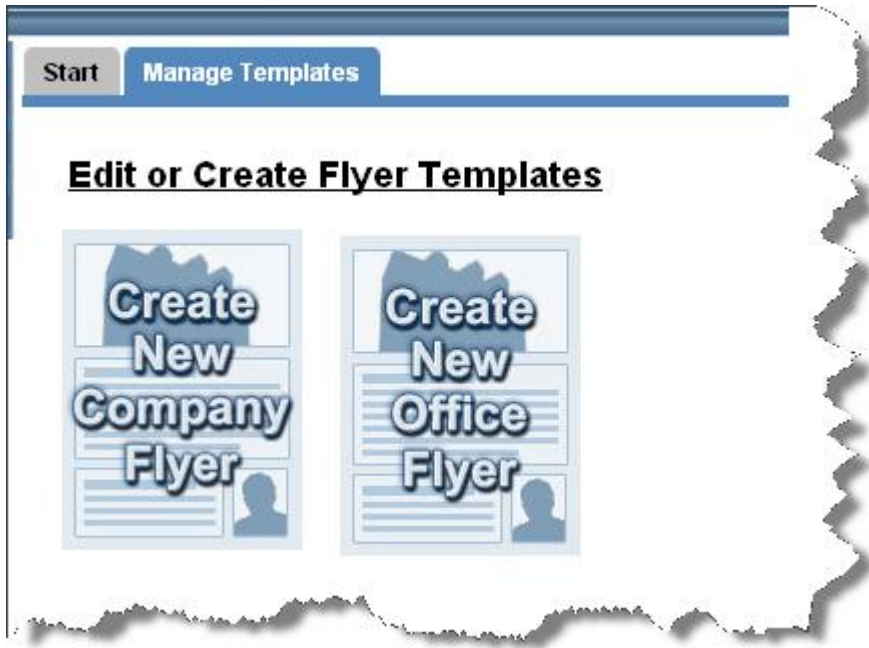 Start
Manage Templates
Edit or Create Flyer Templates
Create
New
Company
Flyer
Create
New
Office
Flyer